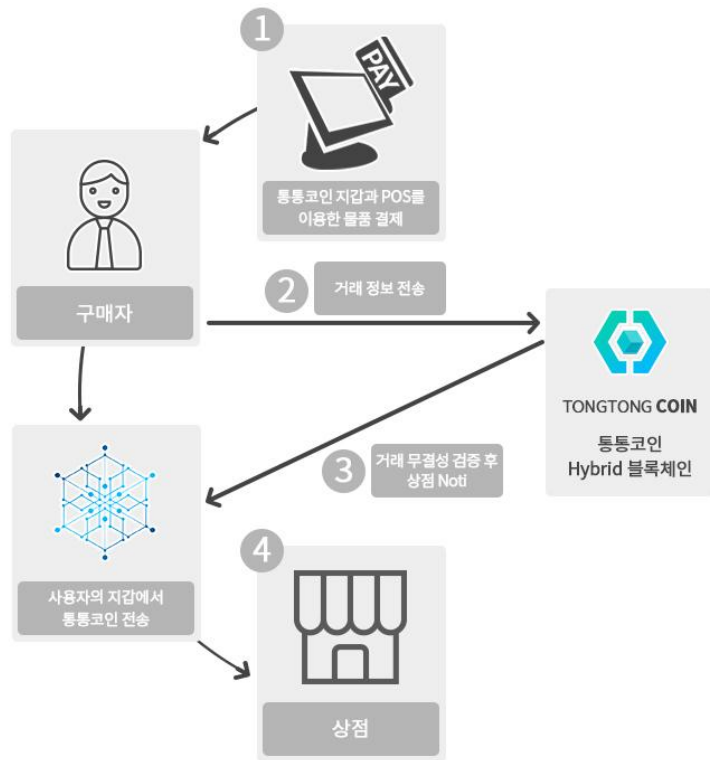 1
PAY
통통코인 지갑과 POS를
이용한 물품 결제
구매자
2
거래 정보 전송
TONGTONG COIN
통통코인
Hybrid 블록체인
3
거래 무결성 검증 후
상점 Noti
사용자의 지갑에서
통통코인 전송
4
상점